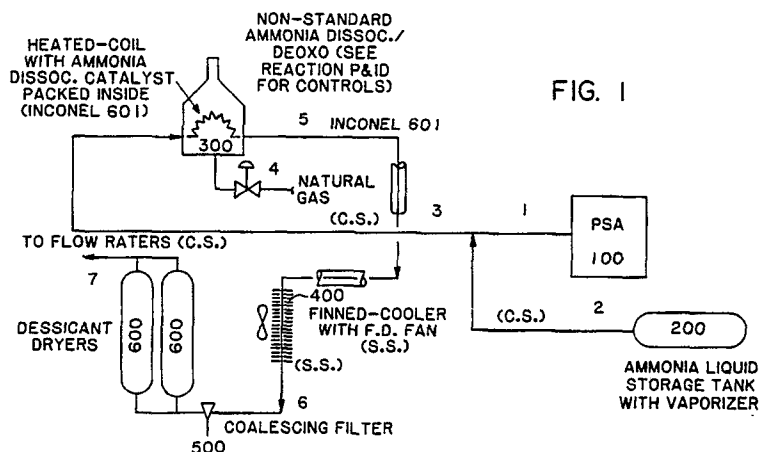 NON-STANDARD
AMMONIA DISSOC./
DEOXO (SEE
REACTION P&ID
FOR CONTROLS)
HEATED-COIL
WITH AMMONIA
DISSOC. CATALYST
PACKED INSIDE
(INCONEL 601)
FIG. 1
5
INCONEL 601
300
4
NATURAL
GAS
(C.S.)
3
1
PSA
100
TO FLOW RATERS (C.S.)
7
400
FINNED-COOLER
WITH F.D. FAN
(S.S.)
(C.S.)
2
200
DESSICANT
DRYERS
600
600
(S.S.)
AMMONIA LIQUID
STORAGE TANK
WITH VAPORIZER
6
COALESCING FILTER
500